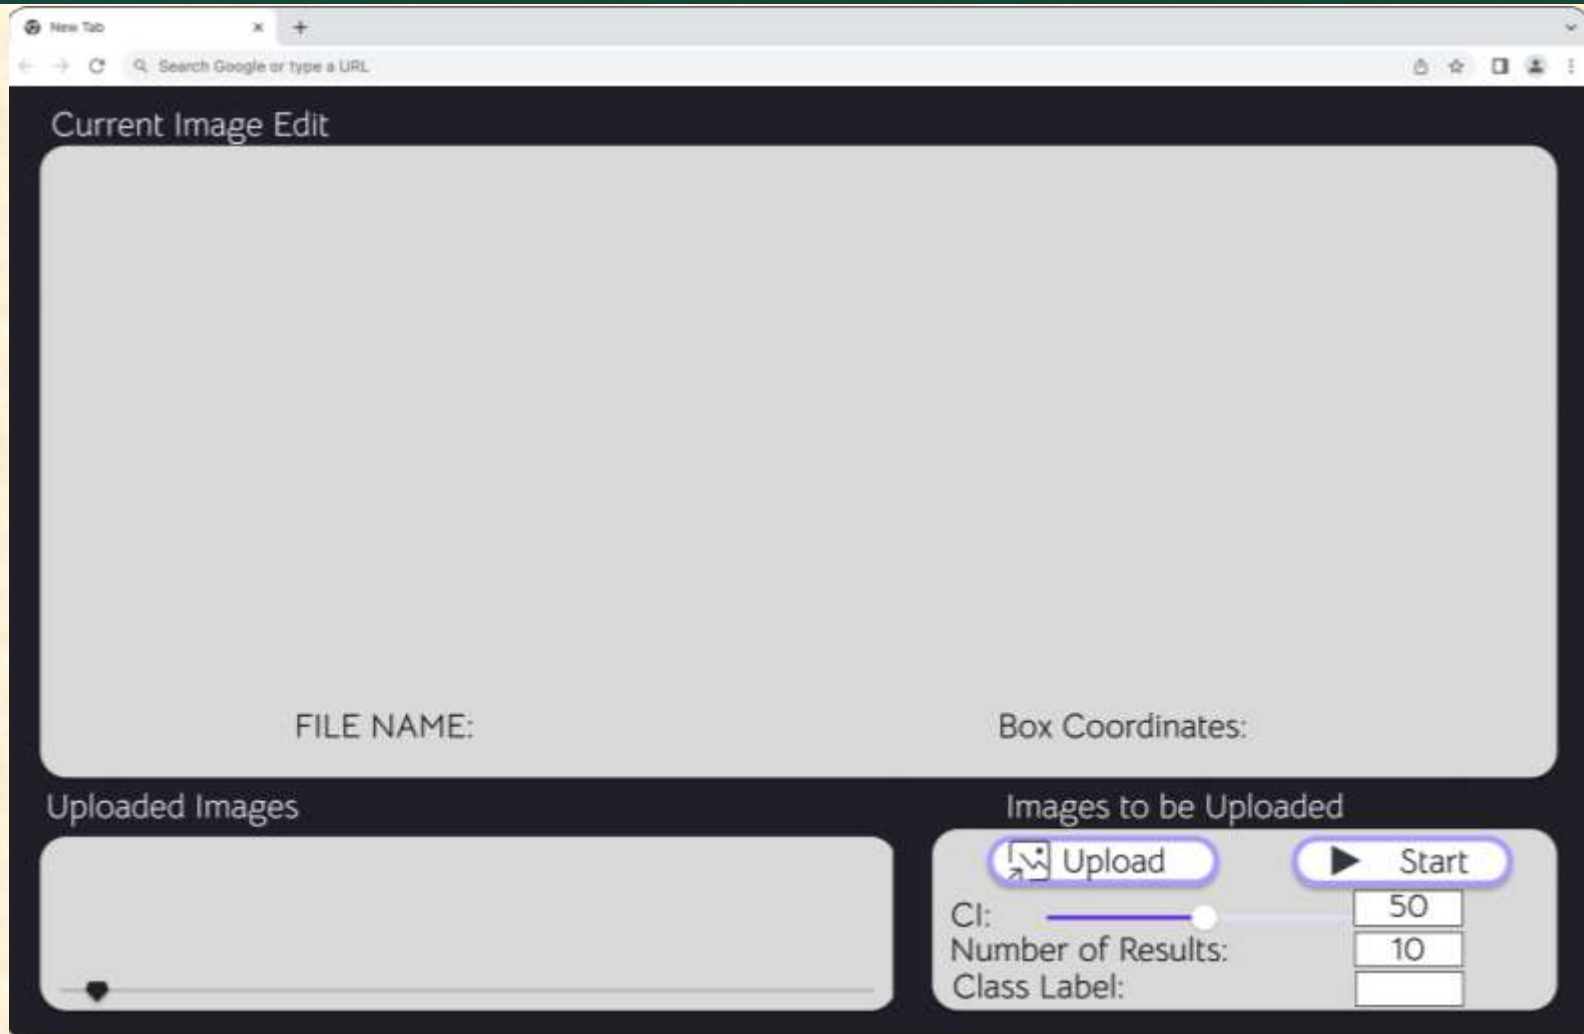 New Tab
Search Google or type a URL
Current Image Edit
FILE NAME:
Box Coordinates:
Uploaded Images
Images to be Uploaded
Upload
Start
CI:
50
Number of Results:
10
Class Label: